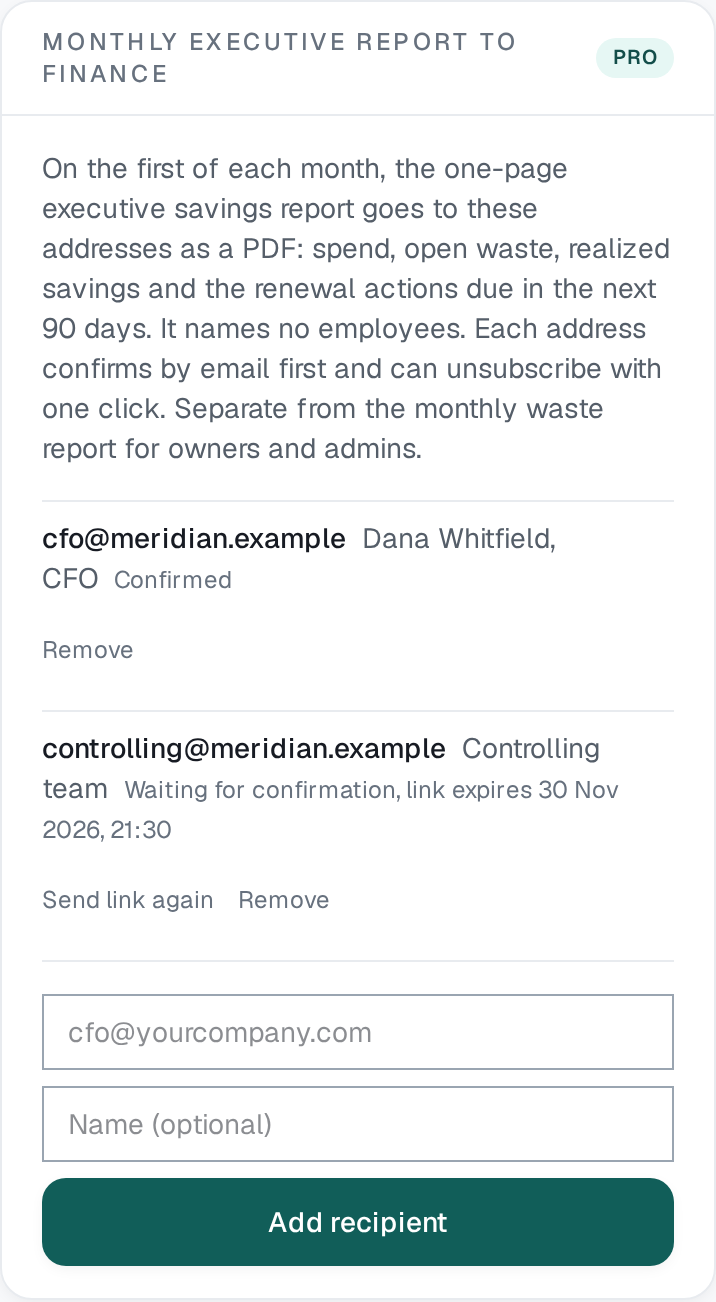 MONTHLY EXECUTIVE REPORT TO
FINANCE
PRO
On the first of each month, the one-page
executive savings report goes to these
addresses as a PDF: spend, open waste, realized
savings and the renewal actions due in the next
90 days. It names no employees. Each address
confirms by email first and can unsubscribe with
one click. Separate from the monthly waste
report for owners and admins.
cfo@meridian.example Dana Whitfield,
CFO Confirmed
Remove
controlling@meridian.example Controlling
team Waiting for confirmation, link expires 30 Nov
2026, 21:30
Send link again Remove
cfo@yourcompany.com
Name (optional)
Add recipient